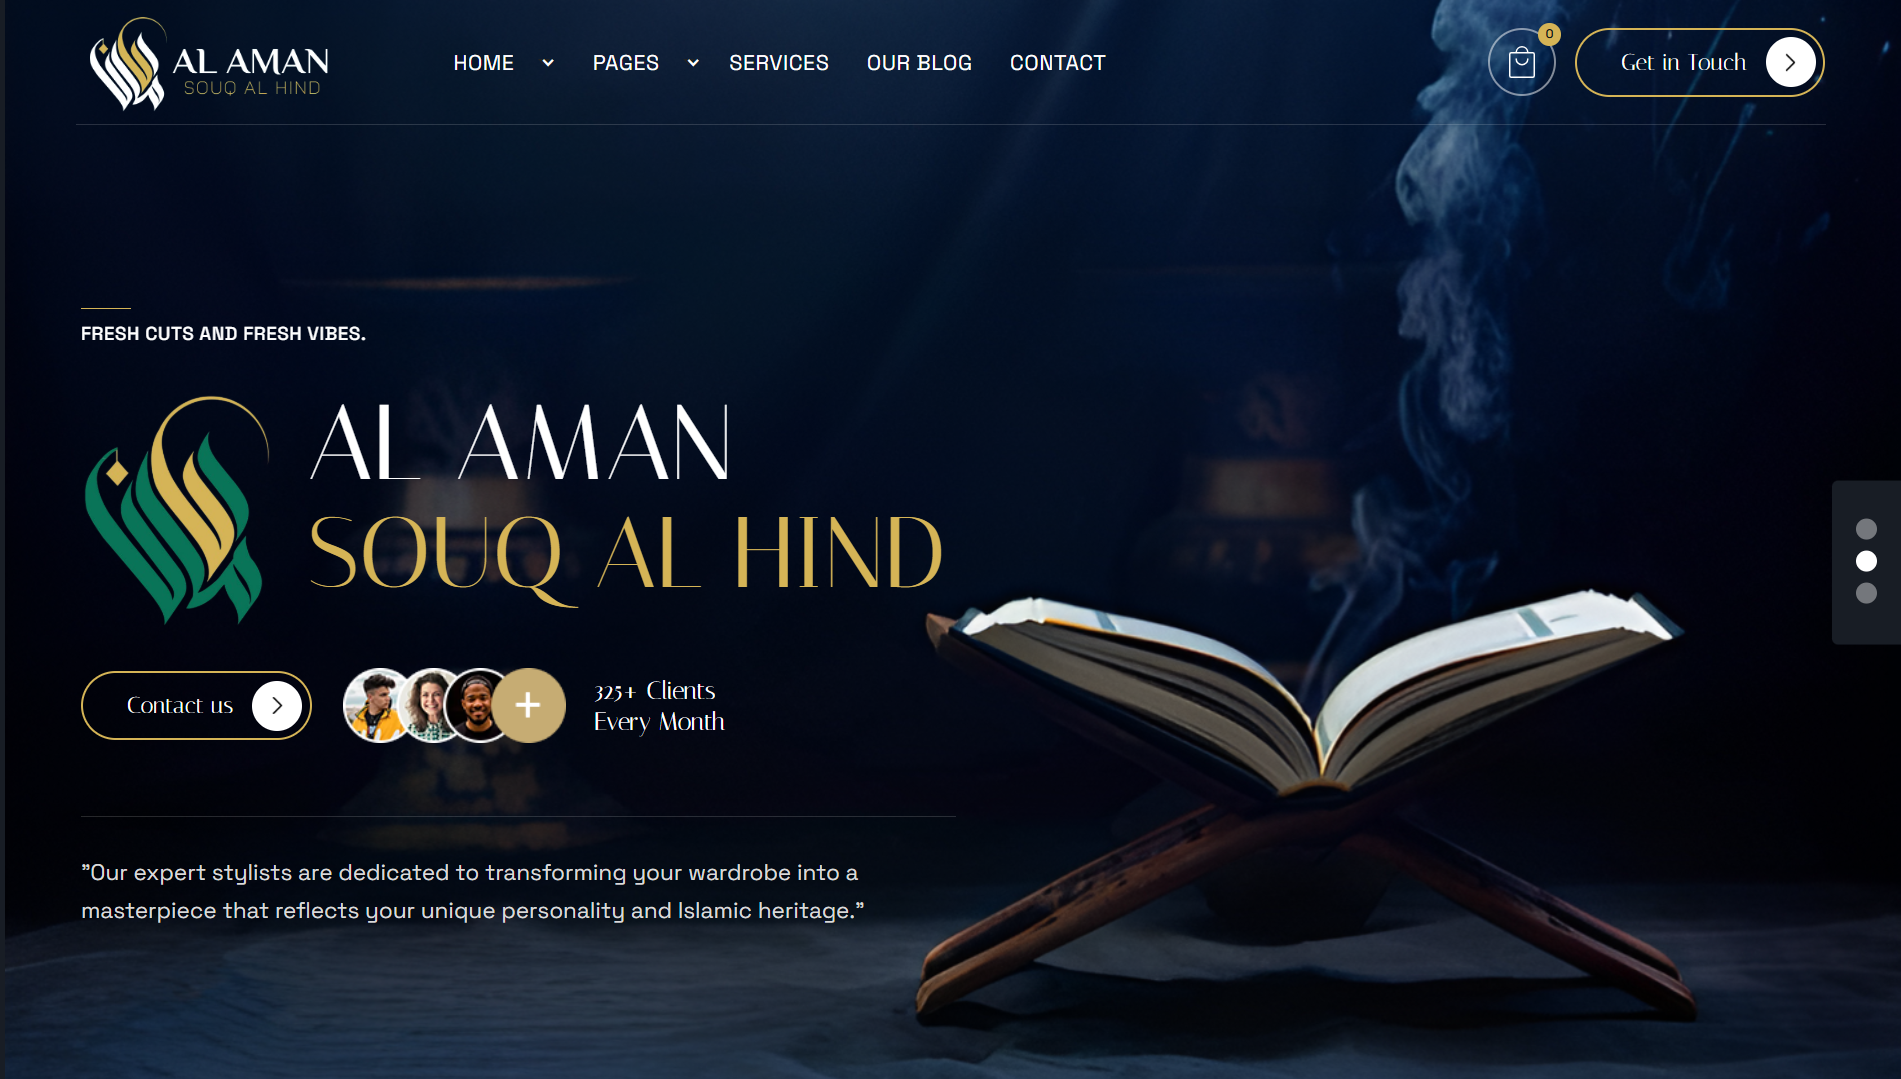 AL AMAN
SOUQ AL HIND
HOME
PAGES
SERVICES
OUR BLOG
CONTACT
0
Get in Touch
FRESH CUTS AND FRESH VIBES.
AL AMAN
SOUQ AL HIND
Contact us
325+ Clients
Every Month
"Our expert stylists are dedicated to transforming your wardrobe into a
masterpiece that reflects your unique personality and Islamic heritage."